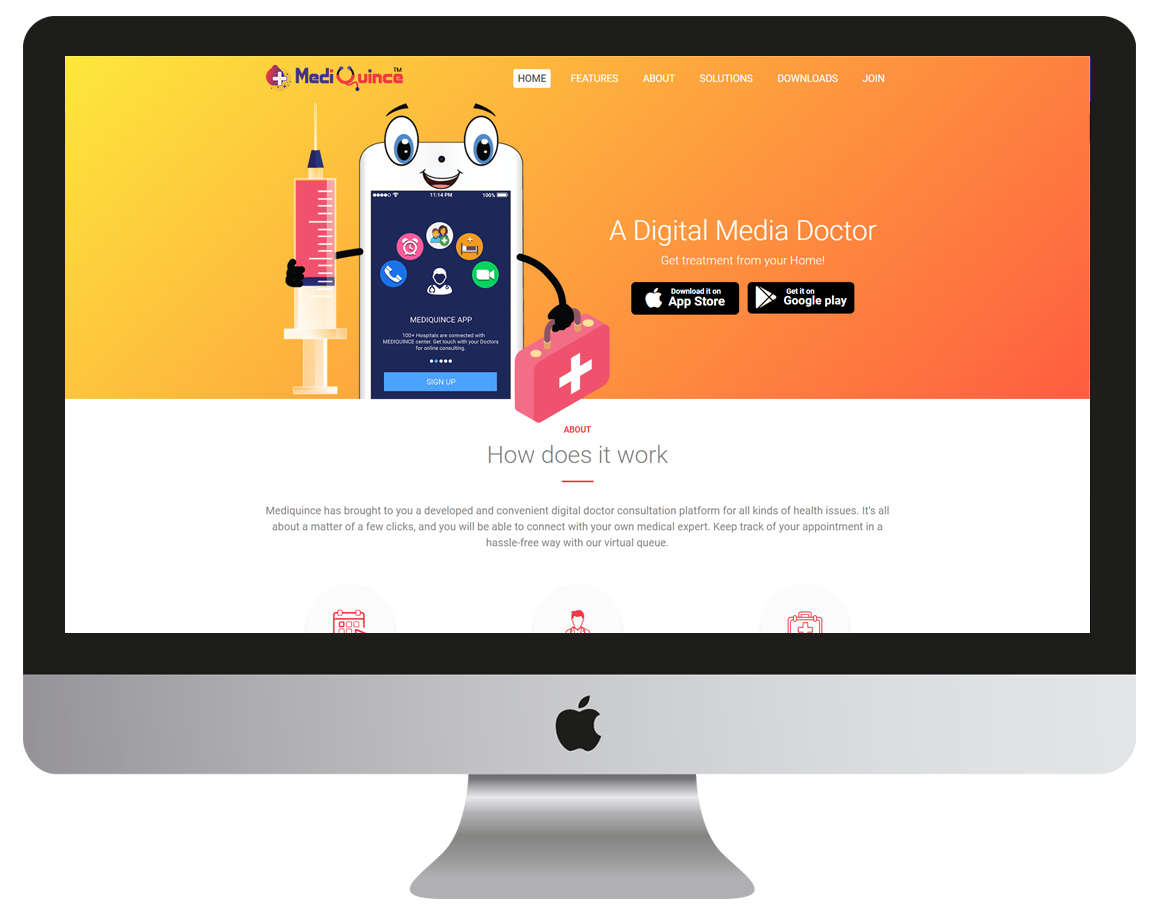 MediQuince™
HOME FEATURES ABOUT SOLUTIONS DOWNLOADS JOIN
11:14 PM 100%
MEDIQUINCE APP
100+ Hospitals are connected with
MEDIQUINCE center. Get touch with your Doctors
for online consulting.
SIGN UP
A Digital Media Doctor
Get treatment from your Home!
Download it on
App Store
Get it on
Google play
ABOUT
How does it work
Mediquince has brought to you a developed and convenient digital doctor consultation platform for all kinds of health issues. It's all
about a matter of a few clicks, and you will be able to connect with your own medical expert. Keep track of your appointment in a
hassle-free way with our virtual queue.